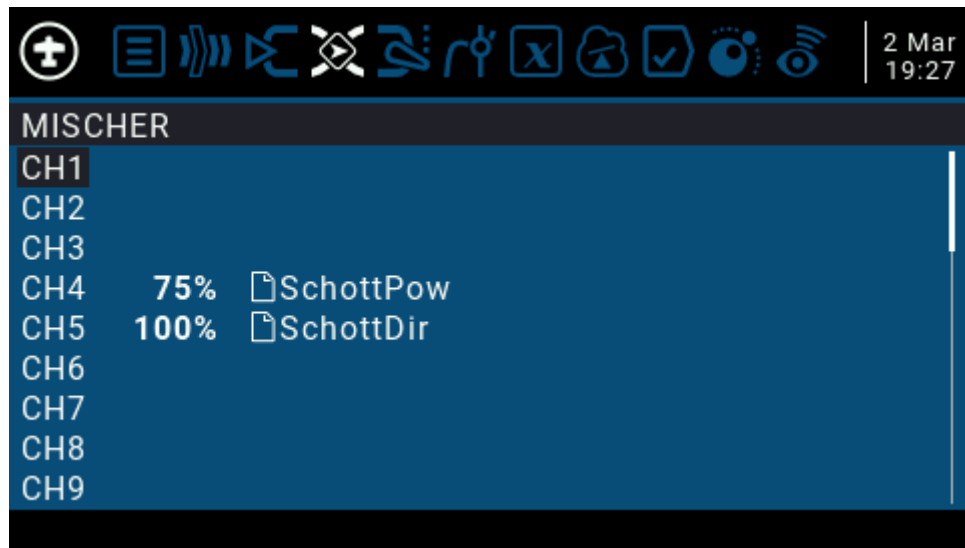 2 Mar
19:27
MISCHER
CH1
CH2
CH3
CH4 75% SchottPow
CH5 100% SchottDir
CH6
CH7
CH8
CH9